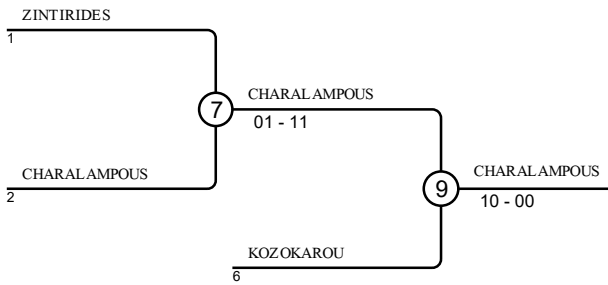 ZINTIRIDES
1
7
CHARALAMPOUS
01 - 11
CHARALAMPOUS
2
9
CHARALAMPOUS
10 - 00
KOZOKAROU
6